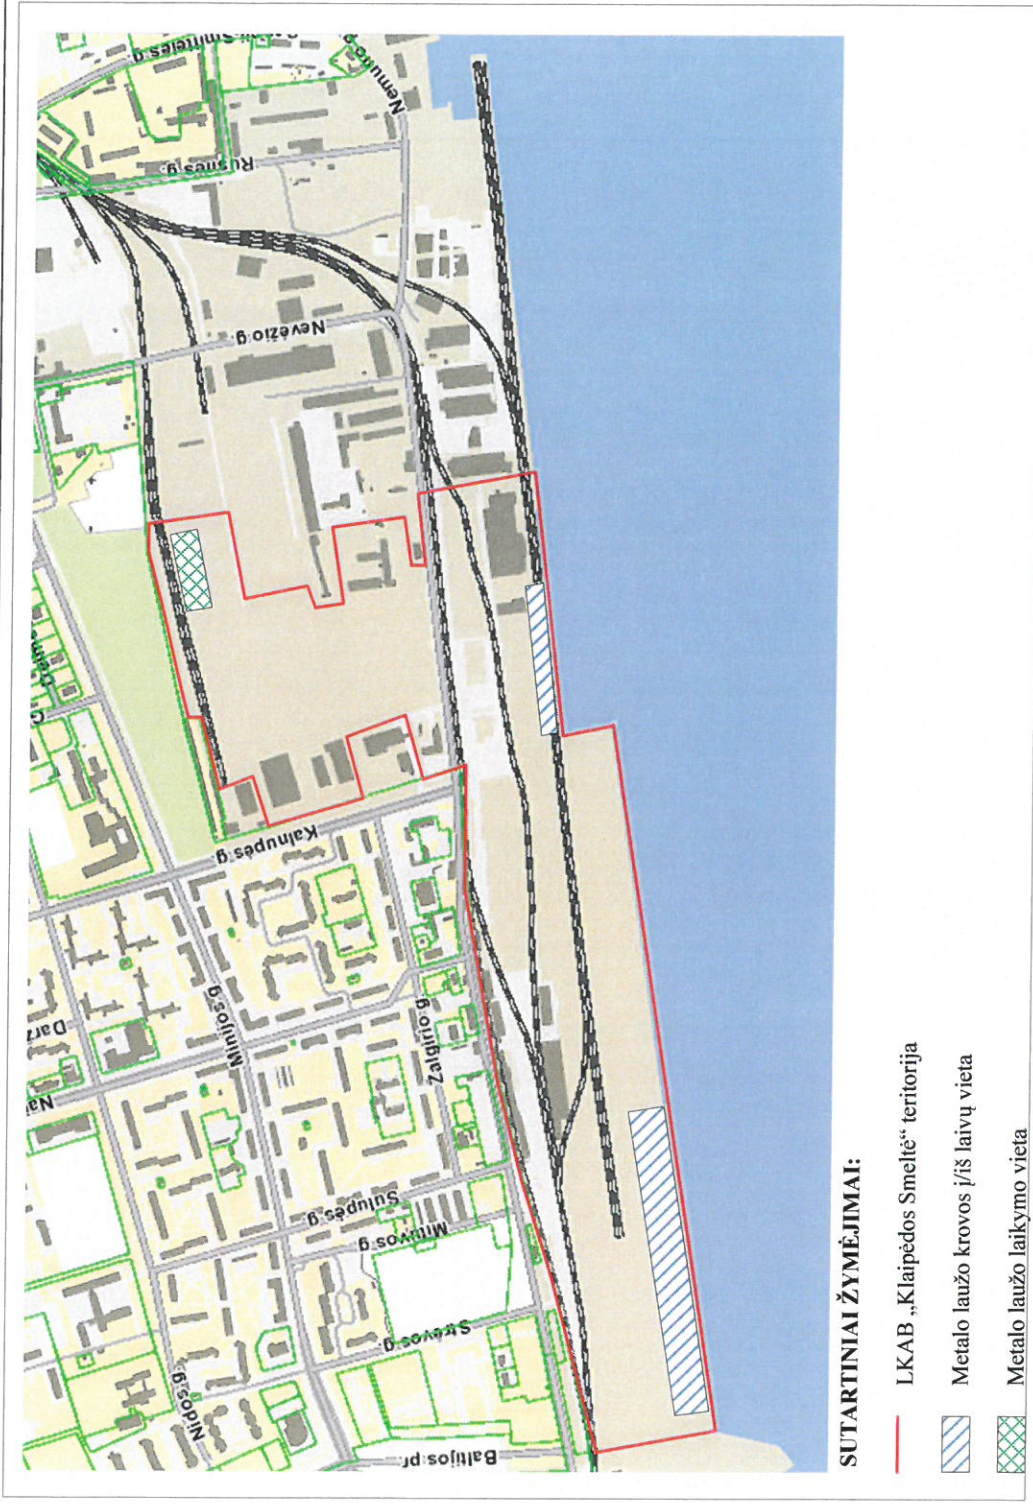 Baltijos pr.
Nidos g.
Strėvos g.
Mituvos g.
Sulupės g.
Minijos g.
Žalgirio g.
Kalnupės g.
Nevėžio g.
Rusnės g.
Nemuno
SUTARTINIAI ŽYMĖJIMAI:
LKAB „Klaipėdos Smeltė“ teritorija
Metalo laužo krovos į/iš laivų vieta
Metalo laužo laikymo vieta